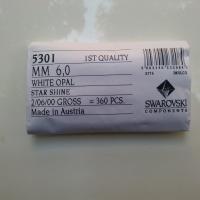 5301
1ST QUALITY
MM 6,0
WHITE OPAL
STAR SHINE
2/06/00 GROSS = 360 PCS.
Made in Austria
SWAROVSKI
COMPONENTS